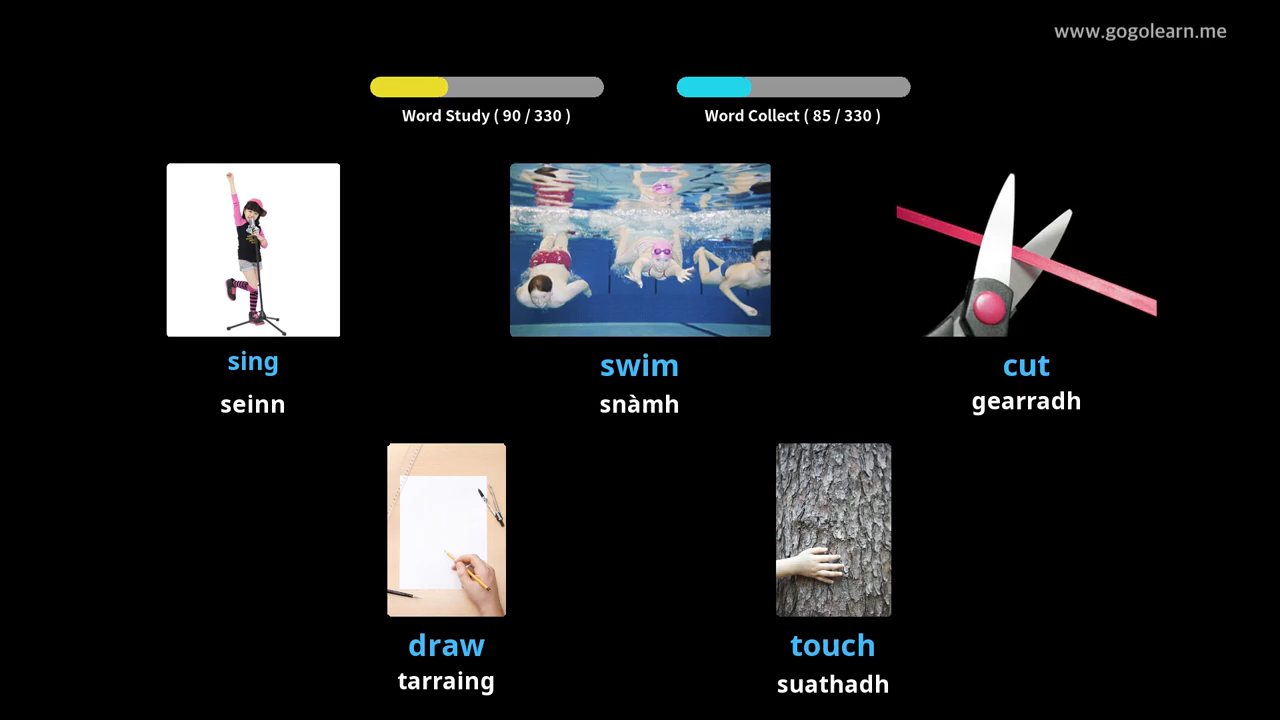 www.gogolearn.me
Word Study ( 90 / 330 )
Word Collect ( 85 / 330 )
sing
seinn
swim
snàmh
cut
gearradh
draw
tarraing
touch
suathadh